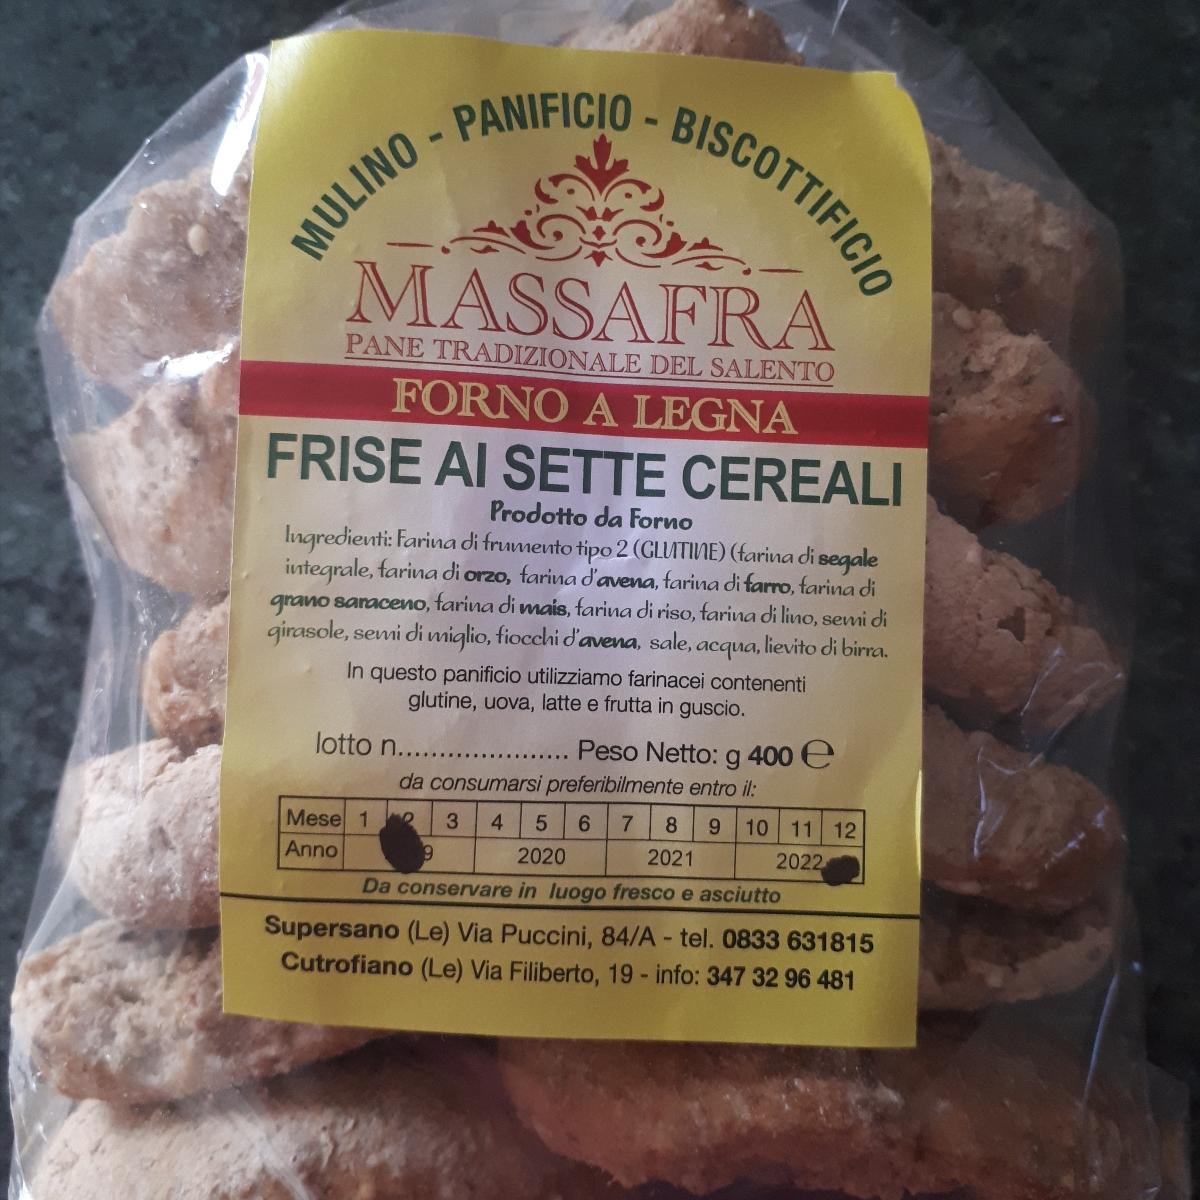 MULINO - PANIFICIO - BISCOTTIFICIO
MASSAFRA
PANE TRADIZIONALE DEL SALENTO
FORNO A LEGNA
FRISE AI SETTE CEREALI
Prodotto da Forno
Ingredienti: Farina di frumento tipo 2 (GLUTINE) (farina di segale
integrale, farina di orzo, farina d'avena, farina di farro, farina di
grano saraceno, farina di mais, farina di riso, farina di lino, semi di
girasole, semi di miglio, fiocchi d'avena, sale, acqua, lievito di birra.
In questo panificio utilizziamo farinacei contenenti
glutine, uova, latte e frutta in guscio.
lotto n..................... Peso Netto: g 400 ℮
da consumarsi preferibilmente entro il:
Mese 1 2 3 4 5 6 7 8 9 10 11 12
Anno 2020 2021 2022
Da conservare in luogo fresco e asciutto
Supersano (Le) Via Puccini, 84/A - tel. 0833 631815
Cutrofiano (Le) Via Filiberto, 19 - info: 347 32 96 481